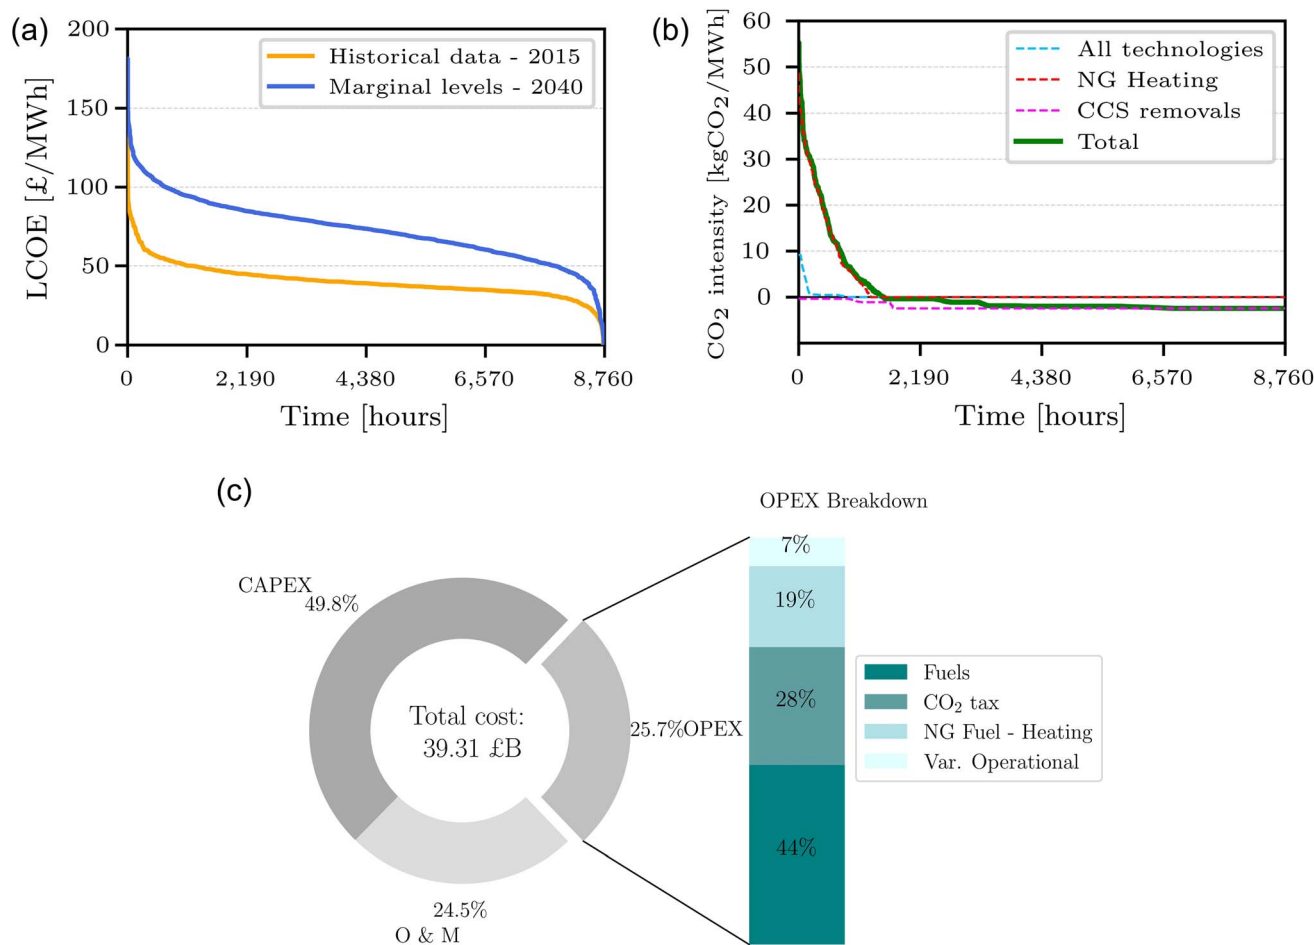 (a)
200
150
100
50
0
LCOE [£/MWh]
Historical data - 2015
Marginal levels - 2040
0
2,190
4,380
6,570
8,760
Time [hours]
(b)
60
50
40
30
20
10
0
CO₂ intensity [kgCO₂/MWh]
All technologies
NG Heating
CCS removals
Total
0
2,190
4,380
6,570
8,760
Time [hours]
(c)
OPEX Breakdown
CAPEX
49.8%
Total cost:
39.31 £B
25.7%OPEX
24.5%
O & M
7%
19%
28%
44%
Fuels
CO₂ tax
NG Fuel - Heating
Var. Operational